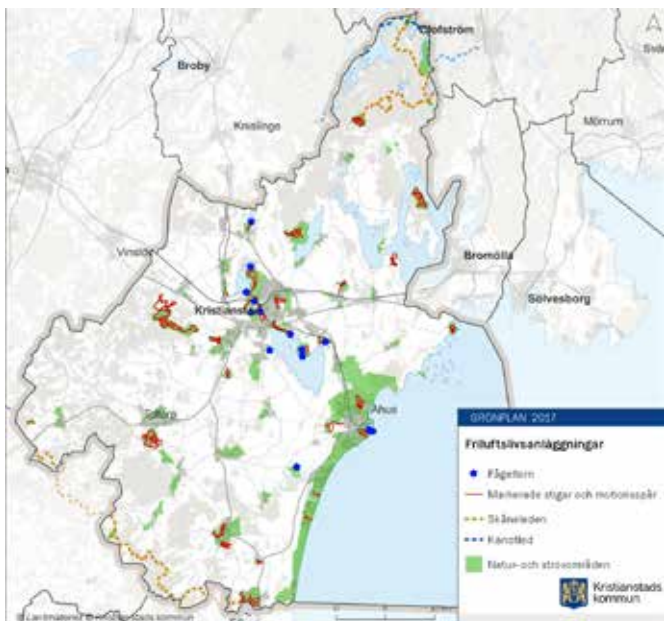 Olofström
Broby
Knislinge
Mörrum
Vinslöv
Bromölla
Sölvesborg
Kristianstad
Åhus
Tollarp
GRÖNPLAN 2017
Friluftslivsanläggningar
Fågeltorn
Markerade stigar och motionsspår
Skåneleden
Kanotled
Natur- och strövområden
Kristianstads
kommun